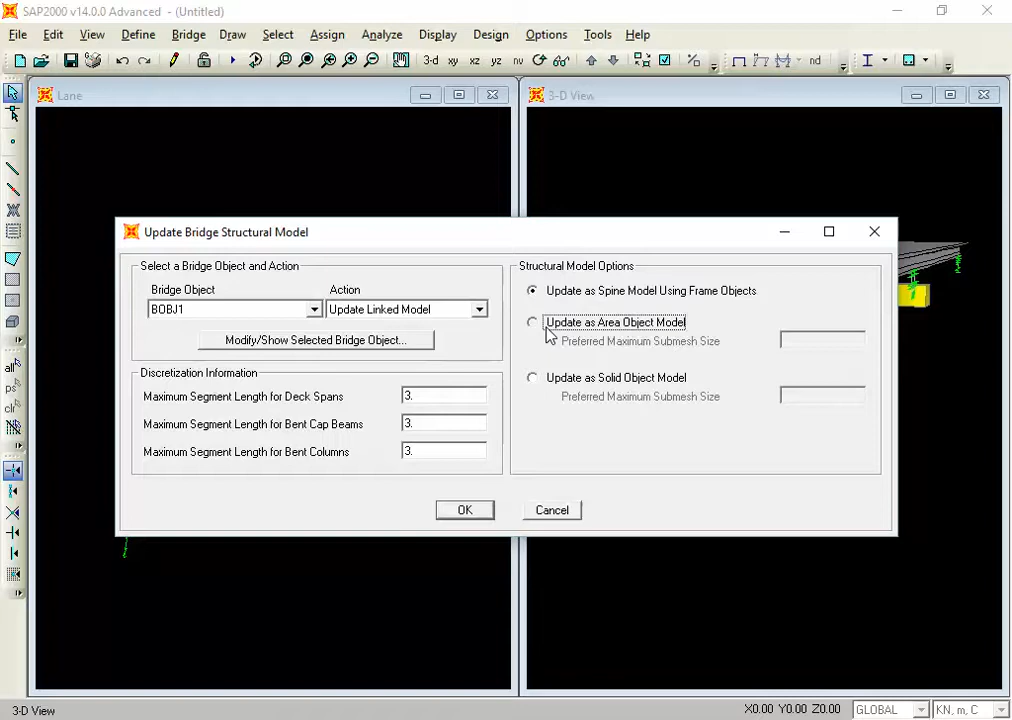 SAP2000 v14.0.0 Advanced - (Untitled)
File Edit View Define Bridge Draw Select Assign Analyze Display Design Options Tools Help
3-d xy xz yz nv nd
Lane
3-D View
all
ps
clr
Update Bridge Structural Model
Select a Bridge Object and Action
Bridge Object Action
BOBJ1 Update Linked Model
Modify/Show Selected Bridge Object...
Discretization Information
Maximum Segment Length for Deck Spans 3.
Maximum Segment Length for Bent Cap Beams 3.
Maximum Segment Length for Bent Columns 3.
Structural Model Options
Update as Spine Model Using Frame Objects
Update as Area Object Model
Preferred Maximum Submesh Size
Update as Solid Object Model
Preferred Maximum Submesh Size
OK Cancel
3-D View X0.00 Y0.00 Z0.00 GLOBAL KN, m, C